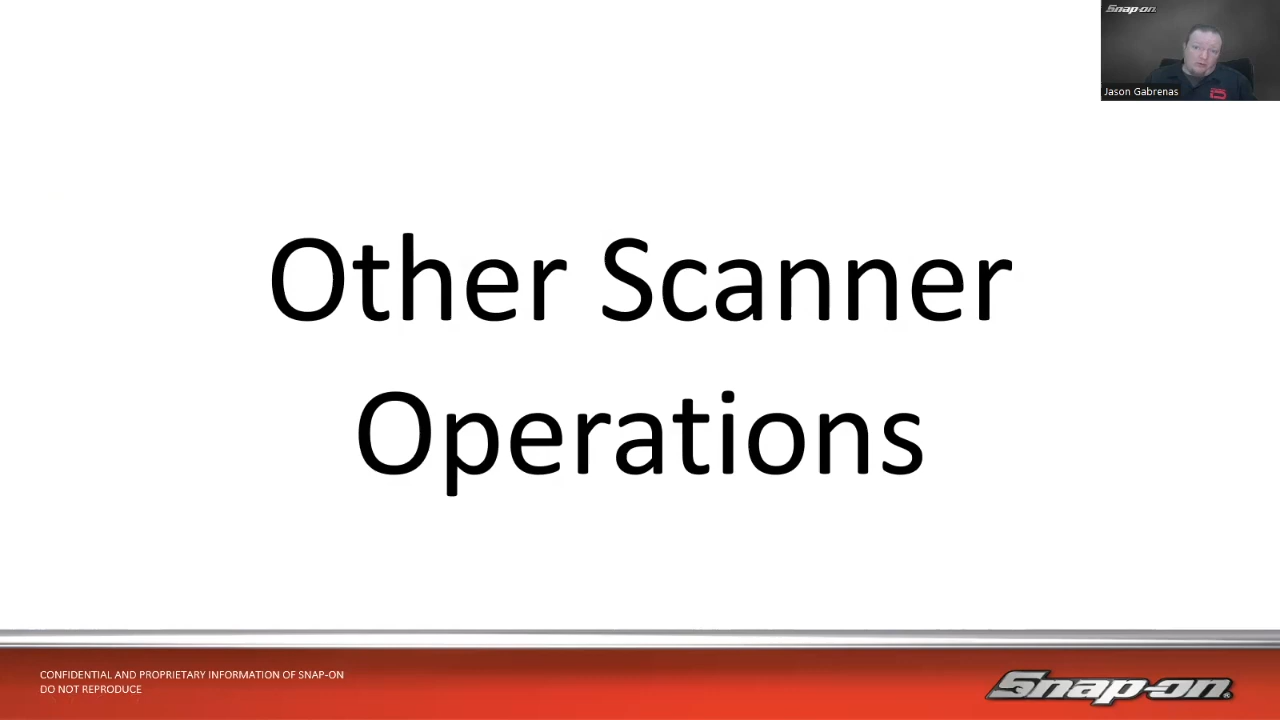 Snap-on
Jason Gabrenas
Other Scanner
Operations
CONFIDENTIAL AND PROPRIETARY INFORMATION OF SNAP-ON
DO NOT REPRODUCE
Snap-on®